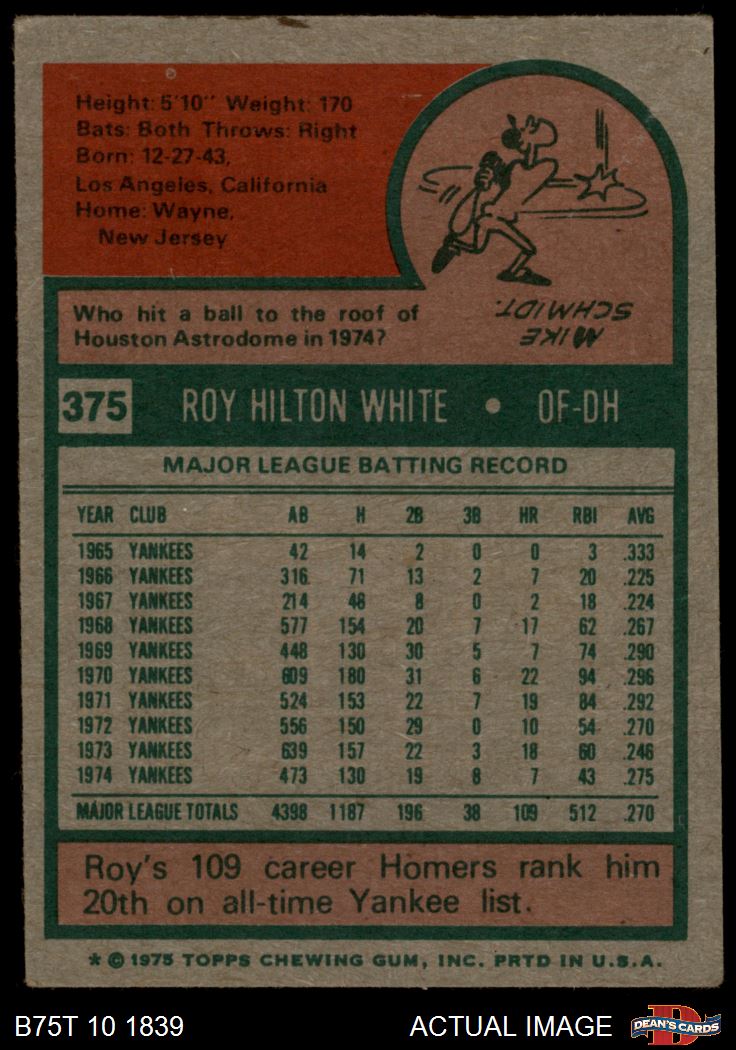 Height: 5'10" Weight: 170
Bats: Both Throws: Right
Born: 12-27-43,
Los Angeles, California
Home: Wayne,
New Jersey
Who hit a ball to the roof of
Houston Astrodome in 1974?
MIKE
SCHMIDT.
375 ROY HILTON WHITE • OF-DH
MAJOR LEAGUE BATTING RECORD
YEAR CLUB AB H 2B 3B HR RBI AVG
1965 YANKEES 42 14 2 0 0 3 .333
1966 YANKEES 316 71 13 2 7 20 .225
1967 YANKEES 214 48 8 0 2 18 .224
1968 YANKEES 577 154 20 7 17 62 .267
1969 YANKEES 448 130 30 5 7 74 .290
1970 YANKEES 609 180 31 6 22 94 .296
1971 YANKEES 524 153 22 7 19 84 .292
1972 YANKEES 556 150 29 0 10 54 .270
1973 YANKEES 639 157 22 3 18 60 .246
1974 YANKEES 473 130 19 8 7 43 .275
MAJOR LEAGUE TOTALS 4398 1187 196 38 109 512 .270
Roy's 109 career Homers rank him
20th on all-time Yankee list.
* © 1975 TOPPS CHEWING GUM, INC. PRTD IN U.S.A.
B75T 10 1839 ACTUAL IMAGE DEAN'S CARDS